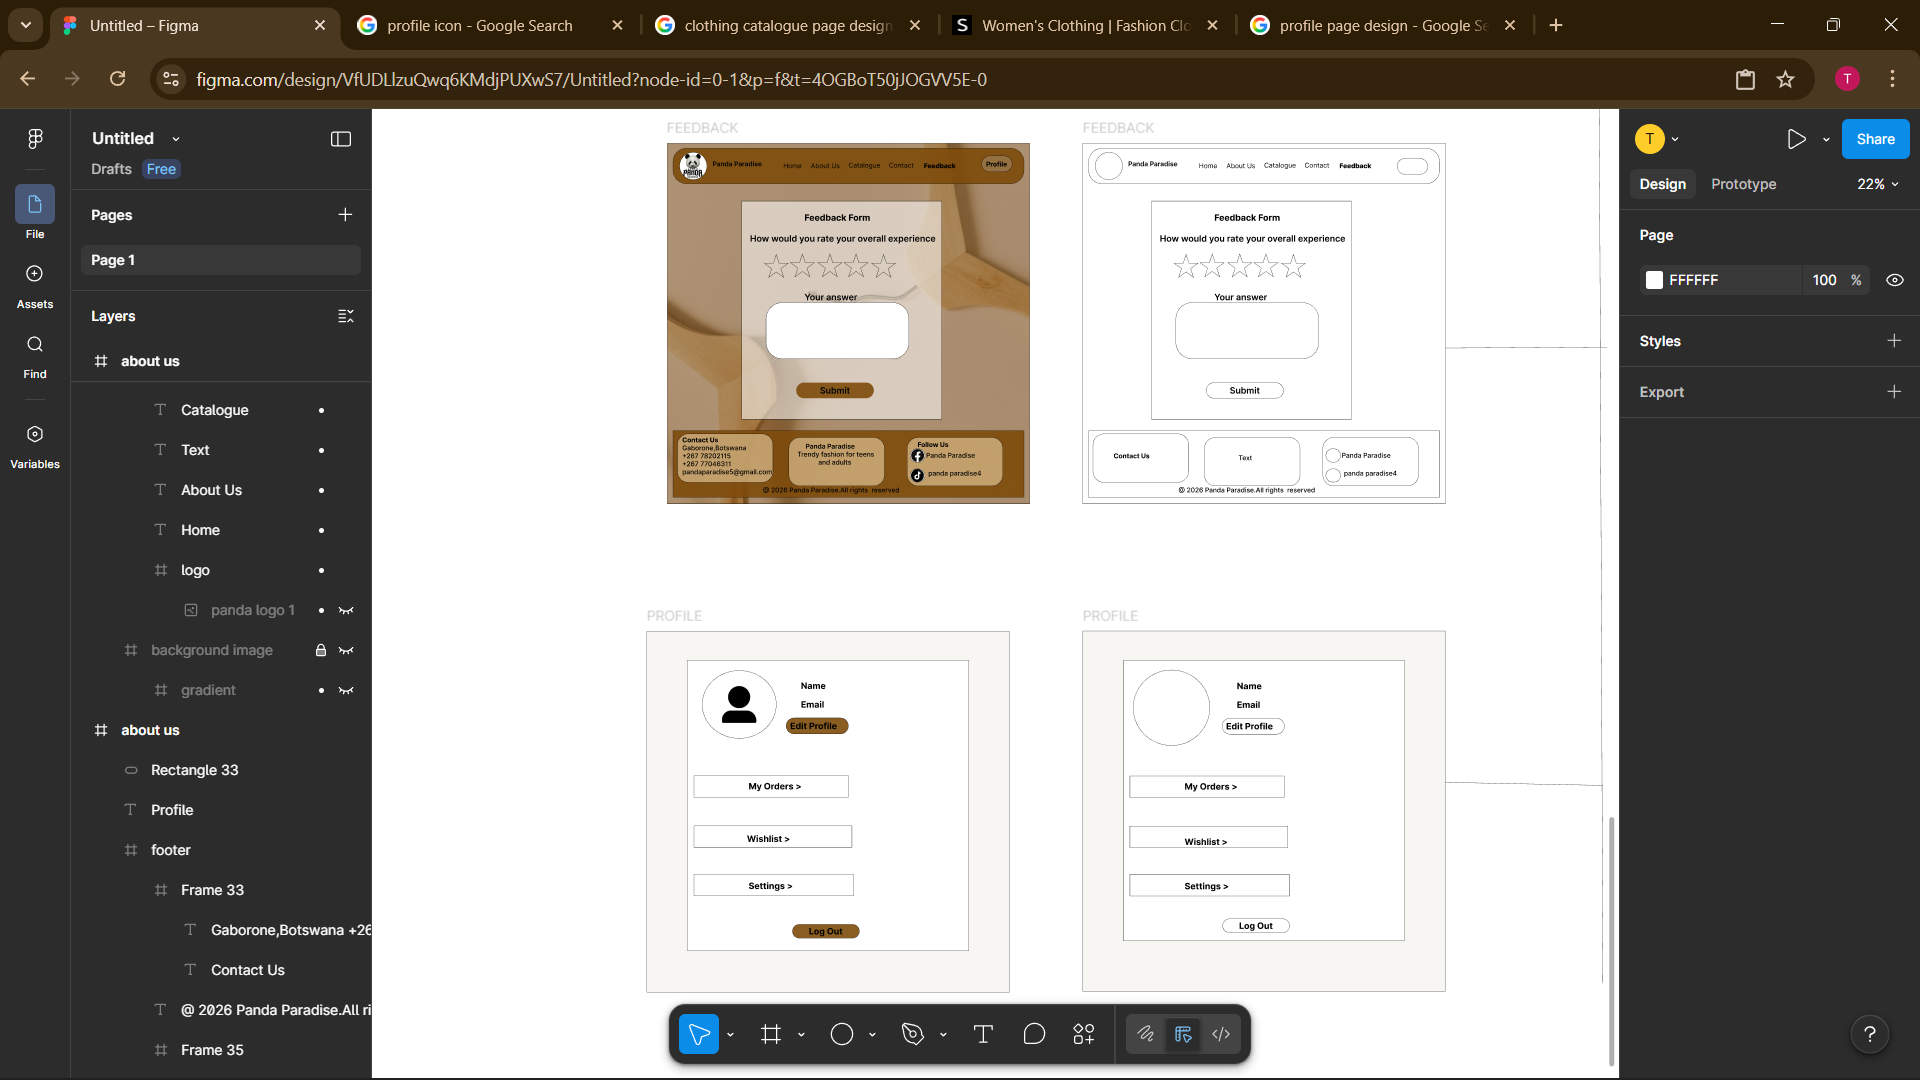 Untitled – Figma
profile icon - Google Search
clothing catalogue page design
Women's Clothing | Fashion Clo
profile page design - Google Se
figma.com/design/VfUDLlzuQwq6KMdjPUXwS7/Untitled?node-id=0-1&p=f&t=4OGBoT50jJOGVV5E-0
T
File
Assets
Find
Variables
Untitled
Drafts Free
Pages
Page 1
Layers
about us
Catalogue
Text
About Us
Home
logo
panda logo 1
background image
gradient
about us
Rectangle 33
Profile
footer
Frame 33
Gaborone,Botswana +26
Contact Us
@ 2026 Panda Paradise.All ri
Frame 35
FEEDBACK
PANDA
Panda Paradise Home About Us Catalogue Contact Feedback Profile
Feedback Form
How would you rate your overall experience
Your answer
Submit
Contact Us
Gaborone,Botswana
+267 78202115
+267 77046311
pandaparadise5@gmail.com
Panda Paradise
Trendy fashion for teens
and adults
Follow Us
Panda Paradise
panda paradise4
@ 2026 Panda Paradise.All rights reserved
FEEDBACK
Panda Paradise Home About Us Catalogue Contact Feedback
Feedback Form
How would you rate your overall experience
Your answer
Submit
Contact Us
Text
Panda Paradise
panda paradise4
@ 2026 Panda Paradise.All rights reserved
PROFILE
Name
Email
Edit Profile
My Orders >
Wishlist >
Settings >
Log Out
PROFILE
Name
Email
Edit Profile
My Orders >
Wishlist >
Settings >
Log Out
T
Share
Design Prototype 22%
Page
FFFFFF 100 %
Styles
Export
?